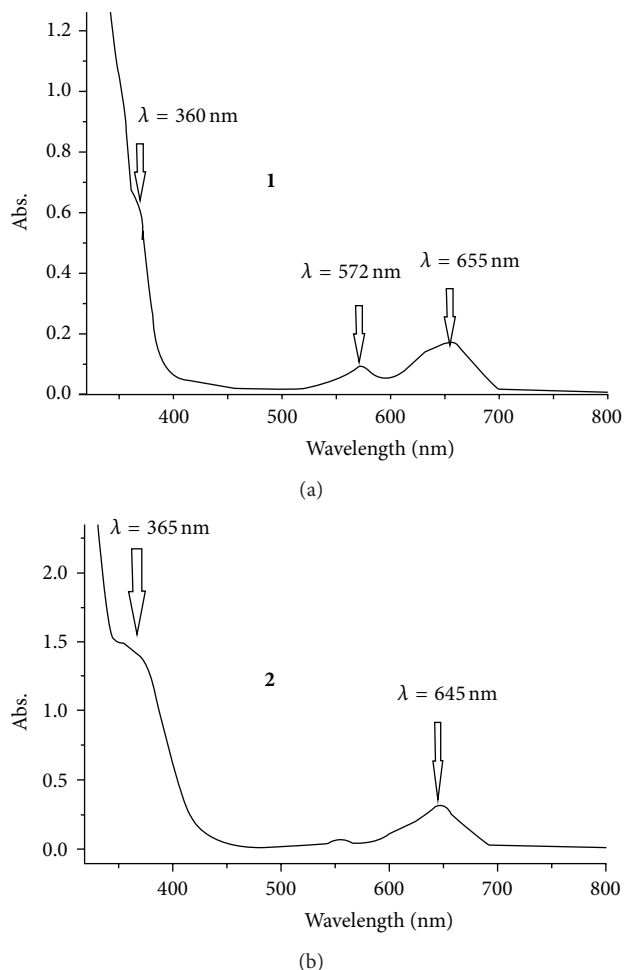 1.2
1.0
λ = 360 nm
0.8
1
0.6
Abs.
0.4
λ = 572 nm
λ = 655 nm
0.2
0.0
400 500 600 700 800
Wavelength (nm)
(a)
λ = 365 nm
2.0
1.5
2
λ = 645 nm
Abs.
1.0
0.5
0.0
400 500 600 700 800
Wavelength (nm)
(b)